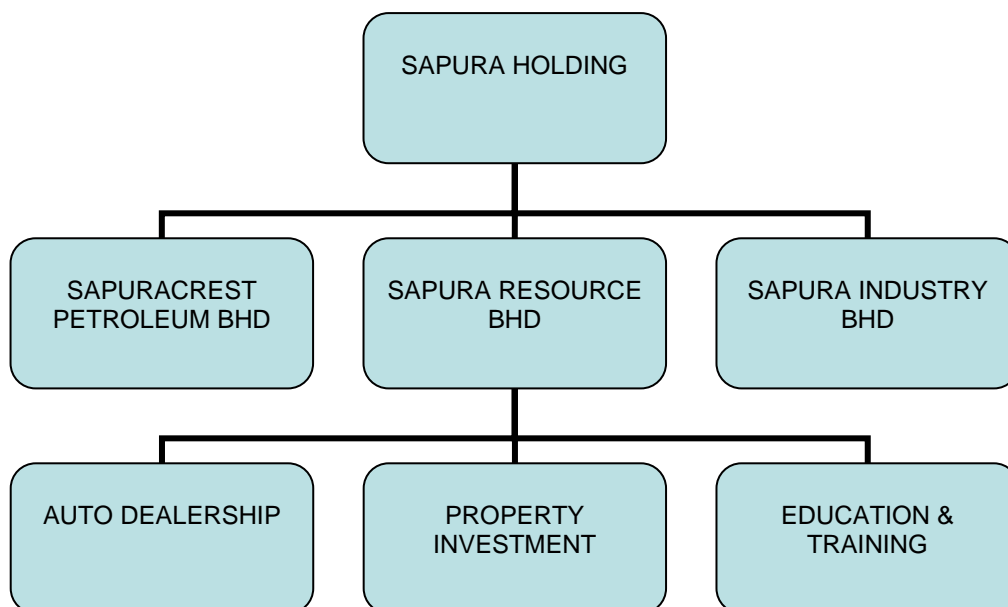 SAPURA HOLDING
SAPURACREST
PETROLEUM BHD
SAPURA RESOURCE
BHD
SAPURA INDUSTRY
BHD
AUTO DEALERSHIP
PROPERTY
INVESTMENT
EDUCATION &
TRAINING